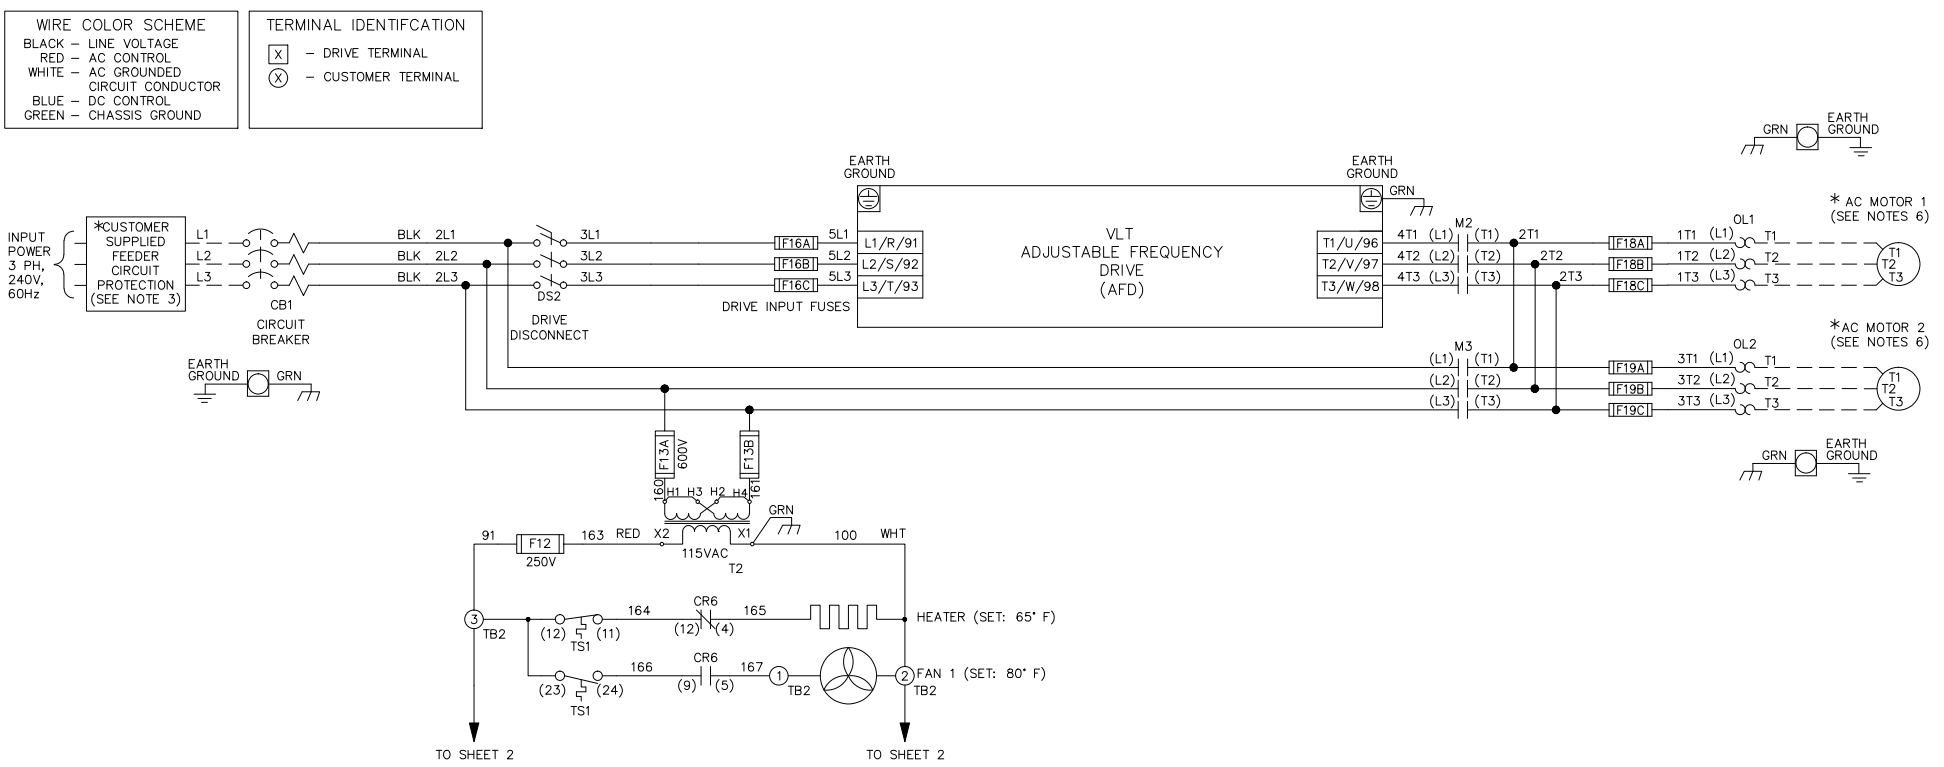 WIRE COLOR SCHEME
BLACK – LINE VOLTAGE
RED – AC CONTROL
WHITE – AC GROUNDED
CIRCUIT CONDUCTOR
BLUE – DC CONTROL
GREEN – CHASSIS GROUND
TERMINAL IDENTIFCATION
X – DRIVE TERMINAL
X – CUSTOMER TERMINAL
INPUT
POWER
3 PH,
240V,
60Hz
*CUSTOMER
SUPPLIED
FEEDER
CIRCUIT
PROTECTION
(SEE NOTE 3)
L1
L2
L3
CB1
CIRCUIT
BREAKER
BLK 2L1
BLK 2L2
BLK 2L3
DS2
DRIVE
DISCONNECT
3L1
3L2
3L3
F16A
F16B
F16C
DRIVE INPUT FUSES
5L1
5L2
5L3
EARTH
GROUND
L1/R/91
L2/S/92
L3/T/93
VLT
ADJUSTABLE FREQUENCY
DRIVE
(AFD)
EARTH
GROUND
GRN
T1/U/96
T2/V/97
T3/W/98
4T1 (L1)
4T2 (L2)
4T3 (L3)
M2
(T1)
(T2)
(T3)
2T1
2T2
2T3
F18A
F18B
F18C
1T1 (L1)
1T2 (L2)
1T3 (L3)
OL1
T1
T2
T3
GRN
EARTH
GROUND
* AC MOTOR 1
(SEE NOTES 6)
T1
T2
T3
M3
(L1) (T1)
(L2) (T2)
(L3) (T3)
F19A
F19B
F19C
3T1 (L1)
3T2 (L2)
3T3 (L3)
OL2
T1
T2
T3
*AC MOTOR 2
(SEE NOTES 6)
T1
T2
T3
GRN
EARTH
GROUND
EARTH
GROUND
GRN
F13A
600V
F13B
160
161
H1 H3 H2 H4
GRN
91
F12
250V
163 RED X2
X1
115VAC
T2
100 WHT
3
TB2
(12) (11)
TS1
164
CR6
(12) (4)
165
HEATER (SET: 65° F)
(23) (24)
TS1
166
CR6
(9) (5)
167
1
TB2
2
TB2
FAN 1 (SET: 80° F)
TO SHEET 2
TO SHEET 2